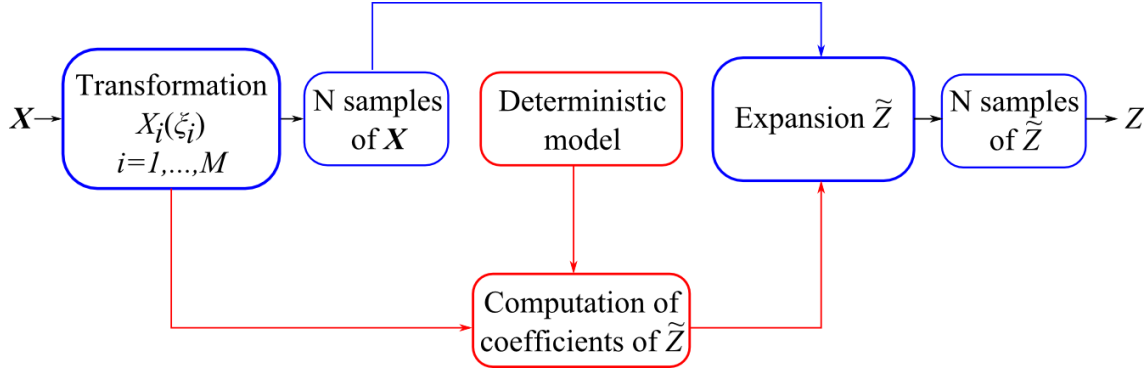 X
Transformation
X_i(ξ_i)
i=1,...,M
N samples
of X
Deterministic
model
Expansion Z̃
N samples
of Z̃
Z
Computation of
coefficients of Z̃